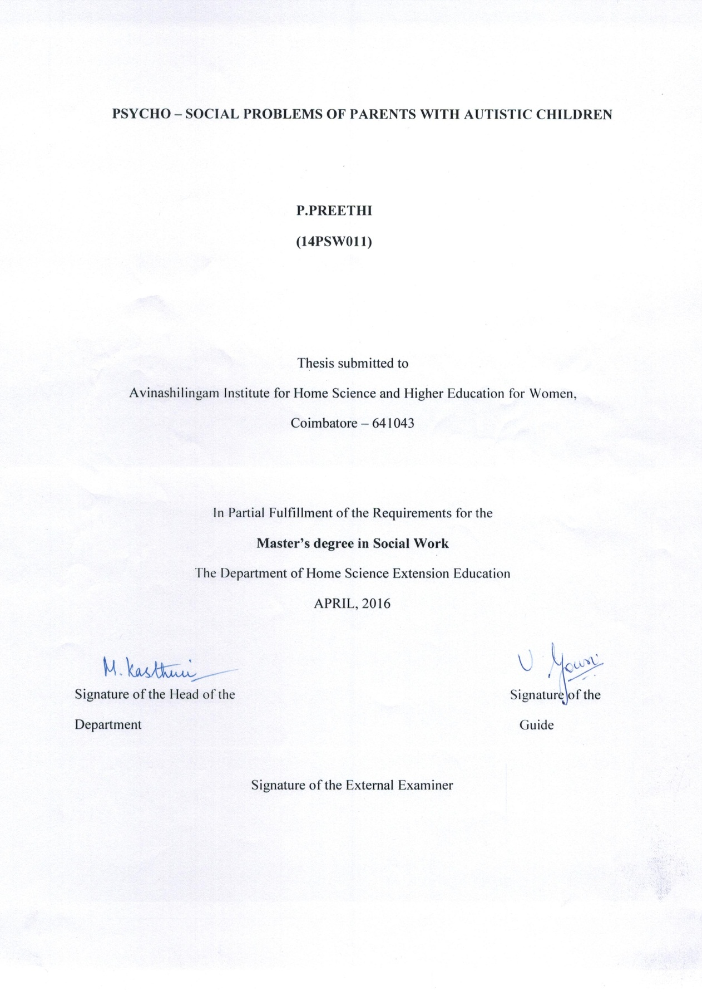 PSYCHO – SOCIAL PROBLEMS OF PARENTS WITH AUTISTIC CHILDREN
P.PREETHI
(14PSW011)
Thesis submitted to
Avinashilingam Institute for Home Science and Higher Education for Women,
Coimbatore – 641043
In Partial Fulfillment of the Requirements for the
Master's degree in Social Work
The Department of Home Science Extension Education
APRIL, 2016
M. Kasthuri
Signature of the Head of the
Department
Signature of the
Guide
Signature of the External Examiner